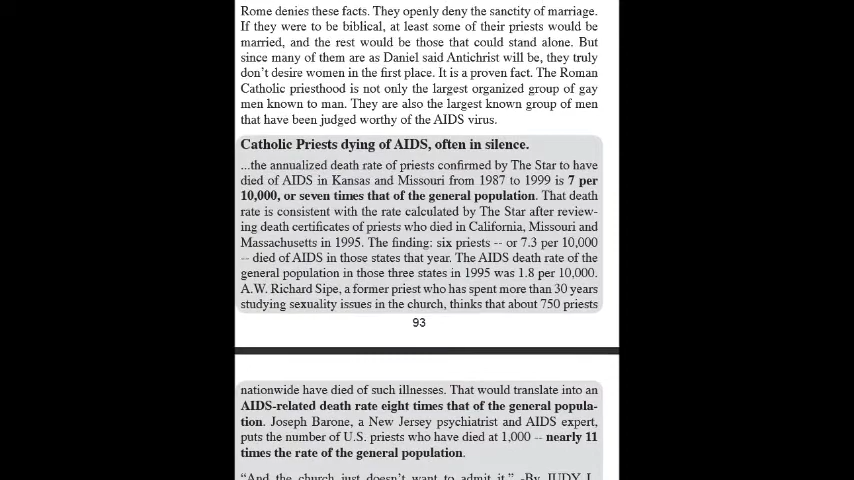 Rome denies these facts. They openly deny the sanctity of marriage.
If they were to be biblical, at least some of their priests would be
married, and the rest would be those that could stand alone. But
since many of them are as Daniel said Antichrist will be, they truly
don't desire women in the first place. It is a proven fact. The Roman
Catholic priesthood is not only the largest organized group of gay
men known to man. They are also the largest known group of men
that have been judged worthy of the AIDS virus.
Catholic Priests dying of AIDS, often in silence.
...the annualized death rate of priests confirmed by The Star to have
died of AIDS in Kansas and Missouri from 1987 to 1999 is 7 per
10,000, or seven times that of the general population. That death
rate is consistent with the rate calculated by The Star after review-
ing death certificates of priests who died in California, Missouri and
Massachusetts in 1995. The finding: six priests -- or 7.3 per 10,000
-- died of AIDS in those states that year. The AIDS death rate of the
general population in those three states in 1995 was 1.8 per 10,000.
A.W. Richard Sipe, a former priest who has spent more than 30 years
studying sexuality issues in the church, thinks that about 750 priests
93
nationwide have died of such illnesses. That would translate into an
AIDS-related death rate eight times that of the general popula-
tion. Joseph Barone, a New Jersey psychiatrist and AIDS expert,
puts the number of U.S. priests who have died at 1,000 -- nearly 11
times the rate of the general population.
"And the church just doesn't want to admit it." -By JUDY L.